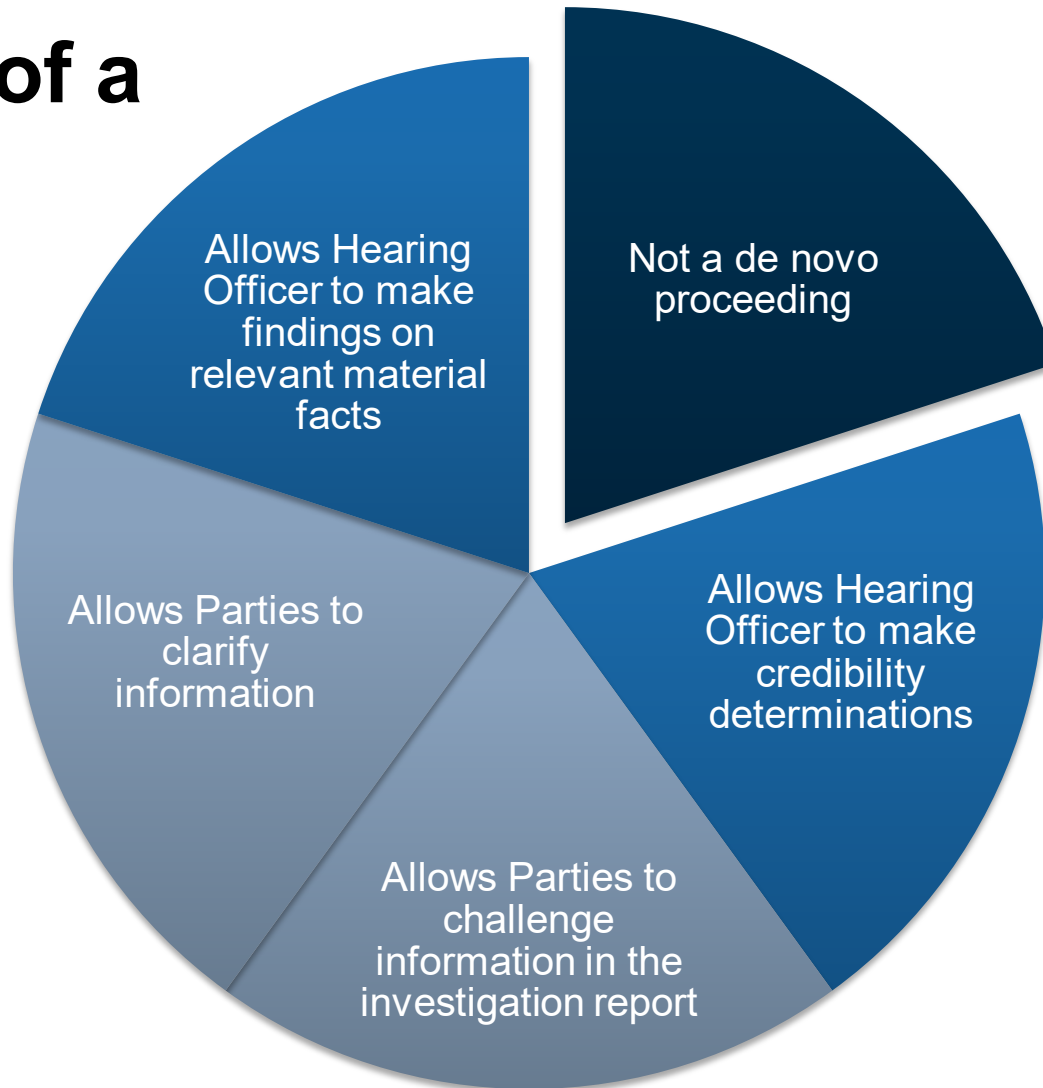 of a
Not a de novo
proceeding
Allows Hearing
Officer to make
credibility
determinations
Allows Parties to
challenge
information in the
investigation report
Allows Parties to
clarify
information
Allows Hearing
Officer to make
findings on
relevant material
facts